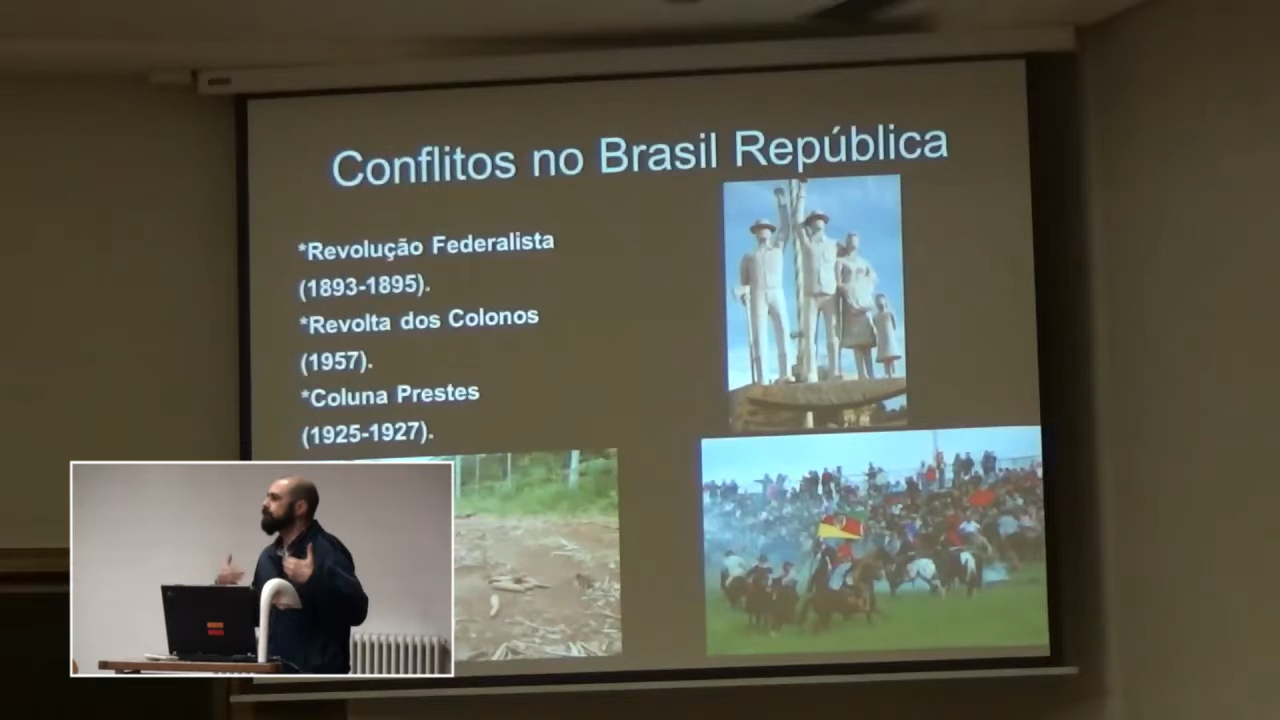 Conflitos no Brasil República
*Revolução Federalista
(1893-1895).
*Revolta dos Colonos
(1957).
*Coluna Prestes
(1925-1927).